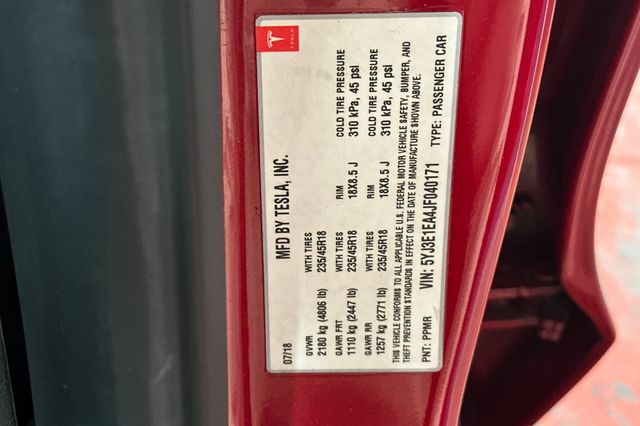 TESLA
07/18 MFD BY TESLA, INC.
GVWR WITH TIRES RIM COLD TIRE PRESSURE
2180 kg (4806 lb) 235/45R18 18X8.5 J 310 kPa, 45 psi
GAWR FRT WITH TIRES RIM COLD TIRE PRESSURE
1110 kg (2447 lb) 235/45R18 18X8.5 J 310 kPa, 45 psi
GAWR RR
1257 kg (2771 lb)
THIS VEHICLE CONFORMS TO ALL APPLICABLE U.S. FEDERAL MOTOR VEHICLE SAFETY, BUMPER, AND
THEFT PREVENTION STANDARDS IN EFFECT ON THE DATE OF MANUFACTURE SHOWN ABOVE.
PNT: PPMR VIN: 5YJ3E1EA4JF040171 TYPE: PASSENGER CAR